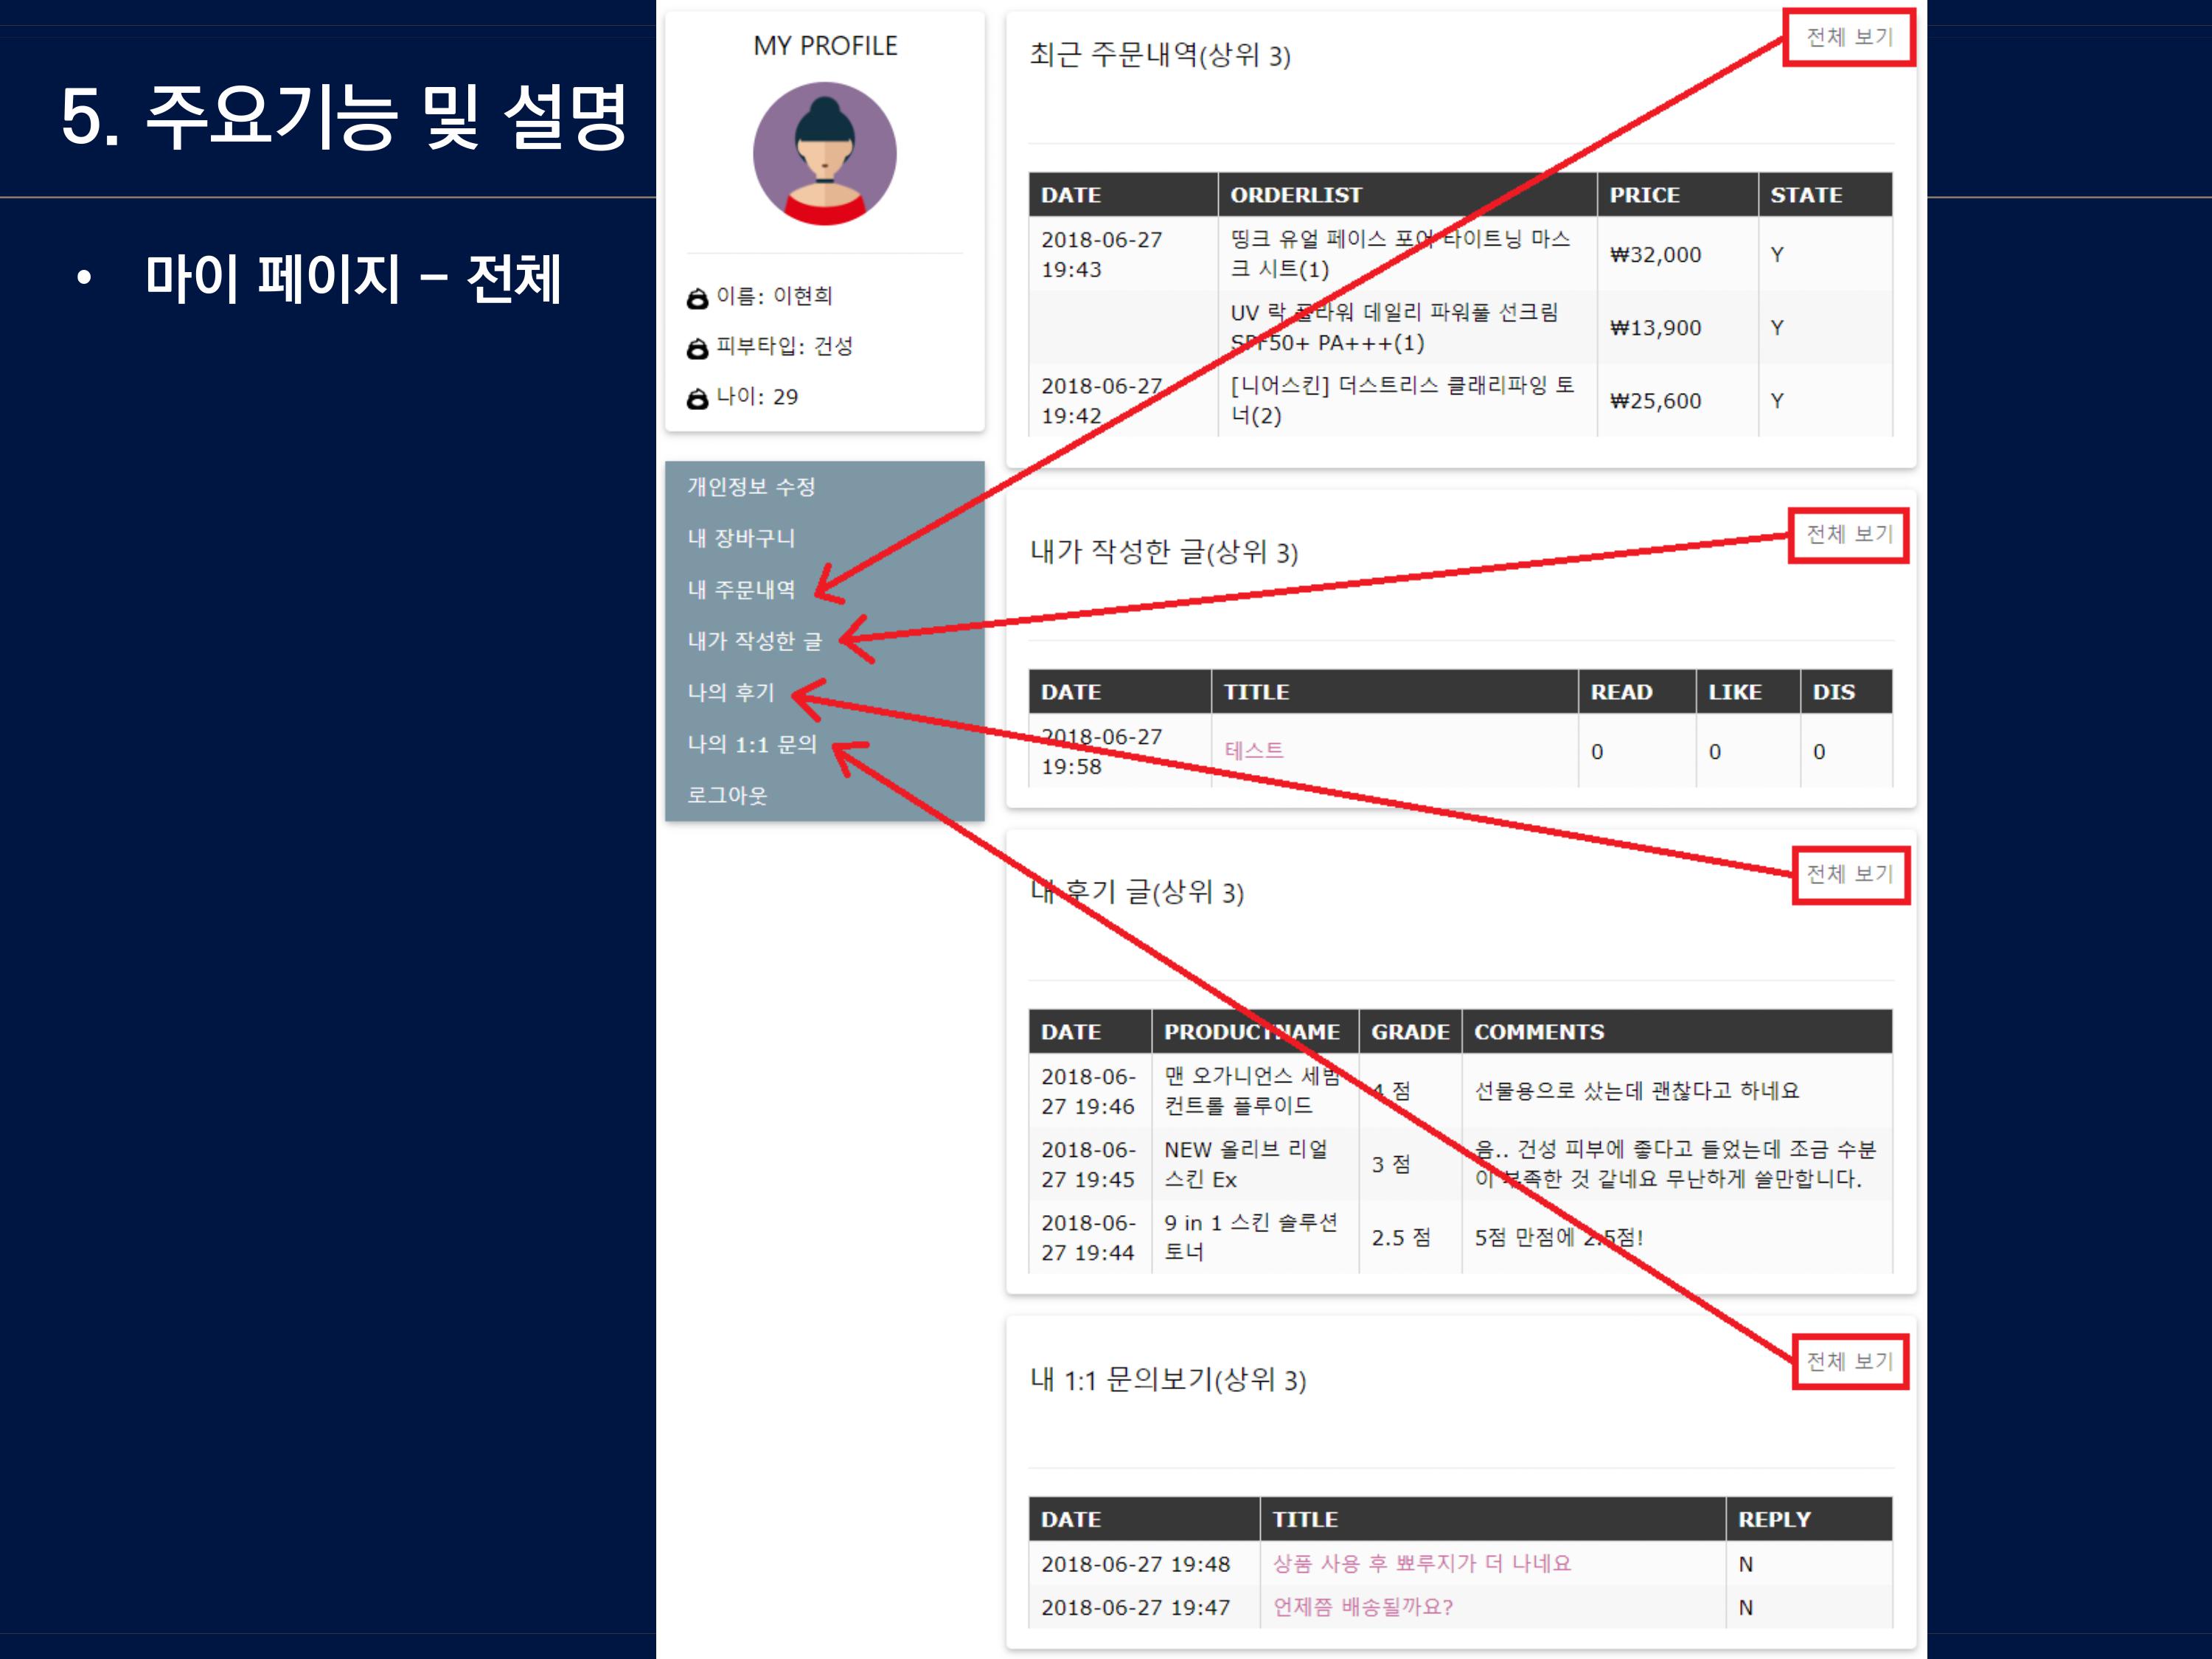 5. 주요기능 및 설명
• 마이 페이지 – 전체
MY PROFILE
이름: 이현희
피부타입: 건성
나이: 29
개인정보 수정
내 장바구니
내 주문내역
내가 작성한 글
나의 후기
나의 1:1 문의
로그아웃
전체 보기
최근 주문내역(상위 3)
DATE ORDERLIST PRICE STATE
2018-06-27 띵크 유얼 페이스 포어 타이트닝 마스
19:43 크 시트(1) ₩32,000 Y
UV 락 플라워 데일리 파워풀 선크림
SPF50+ PA+++(1) ₩13,900 Y
2018-06-27 [니어스킨] 더스트리스 클래리파잉 토
19:42 너(2) ₩25,600 Y
전체 보기
내가 작성한 글(상위 3)
DATE TITLE READ LIKE DIS
2018-06-27
19:58 테스트 0 0 0
전체 보기
내 후기 글(상위 3)
DATE PRODUCTNAME GRADE COMMENTS
2018-06- 맨 오가니언스 세범
27 19:46 컨트롤 플루이드 4 점 선물용으로 샀는데 괜찮다고 하네요
2018-06- NEW 올리브 리얼 음.. 건성 피부에 좋다고 들었는데 조금 수분
27 19:45 스킨 Ex 3 점 이 부족한 것 같네요 무난하게 쓸만합니다.
2018-06- 9 in 1 스킨 솔루션
27 19:44 토너 2.5 점 5점 만점에 2.5점!
전체 보기
내 1:1 문의보기(상위 3)
DATE TITLE REPLY
2018-06-27 19:48 상품 사용 후 뾰루지가 더 나네요 N
2018-06-27 19:47 언제쯤 배송될까요? N